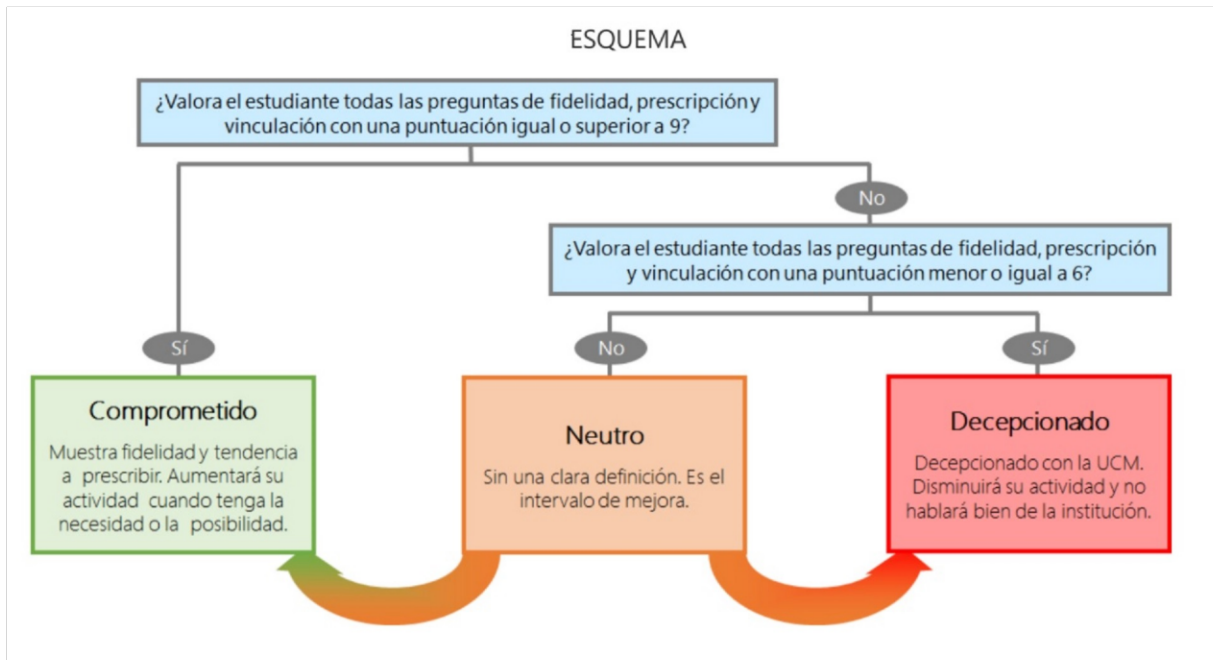 ESQUEMA
¿Valora el estudiante todas las preguntas de fidelidad, prescripción y
vinculación con una puntuación igual o superior a 9?
No
¿Valora el estudiante todas las preguntas de fidelidad, prescripción
y vinculación con una puntuación menor o igual a 6?
Sí
No
Sí
Comprometido
Muestra fidelidad y tendencia
a prescribir. Aumentará su
actividad cuando tenga la
necesidad o la posibilidad.
Neutro
Sin una clara definición. Es el
intervalo de mejora.
Decepcionado
Decepcionado con la UCM.
Disminuirá su actividad y no
hablará bien de la institución.